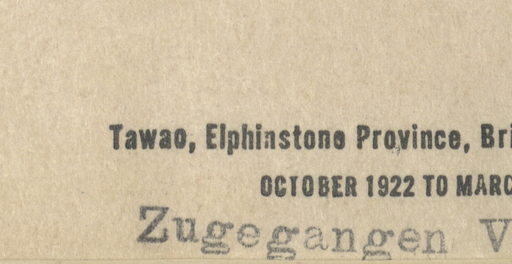 Tawao, Elphinstone Province, Bri
OCTOBER 1922 TO MARC
Zugegangen V